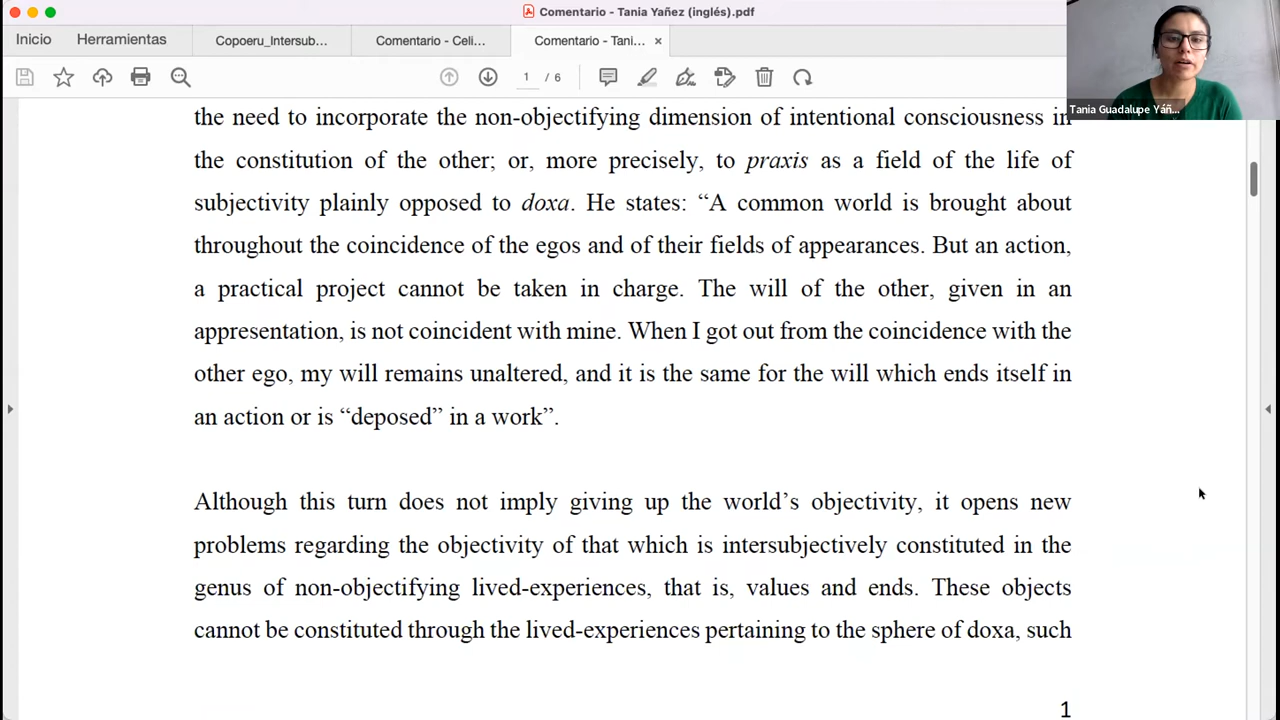 Comentario - Tania Yañez (inglés).pdf
Inicio
Herramientas
Copoeru_Intersub...
Comentario - Celi...
Comentario - Tani...
1 / 6
Tania Guadalupe Yáñ...
the need to incorporate the non-objectifying dimension of intentional consciousness in
the constitution of the other; or, more precisely, to praxis as a field of the life of
subjectivity plainly opposed to doxa. He states: “A common world is brought about
throughout the coincidence of the egos and of their fields of appearances. But an action,
a practical project cannot be taken in charge. The will of the other, given in an
appresentation, is not coincident with mine. When I got out from the coincidence with the
other ego, my will remains unaltered, and it is the same for the will which ends itself in
an action or is “deposed” in a work”.
Although this turn does not imply giving up the world’s objectivity, it opens new
problems regarding the objectivity of that which is intersubjectively constituted in the
genus of non-objectifying lived-experiences, that is, values and ends. These objects
cannot be constituted through the lived-experiences pertaining to the sphere of doxa, such
1